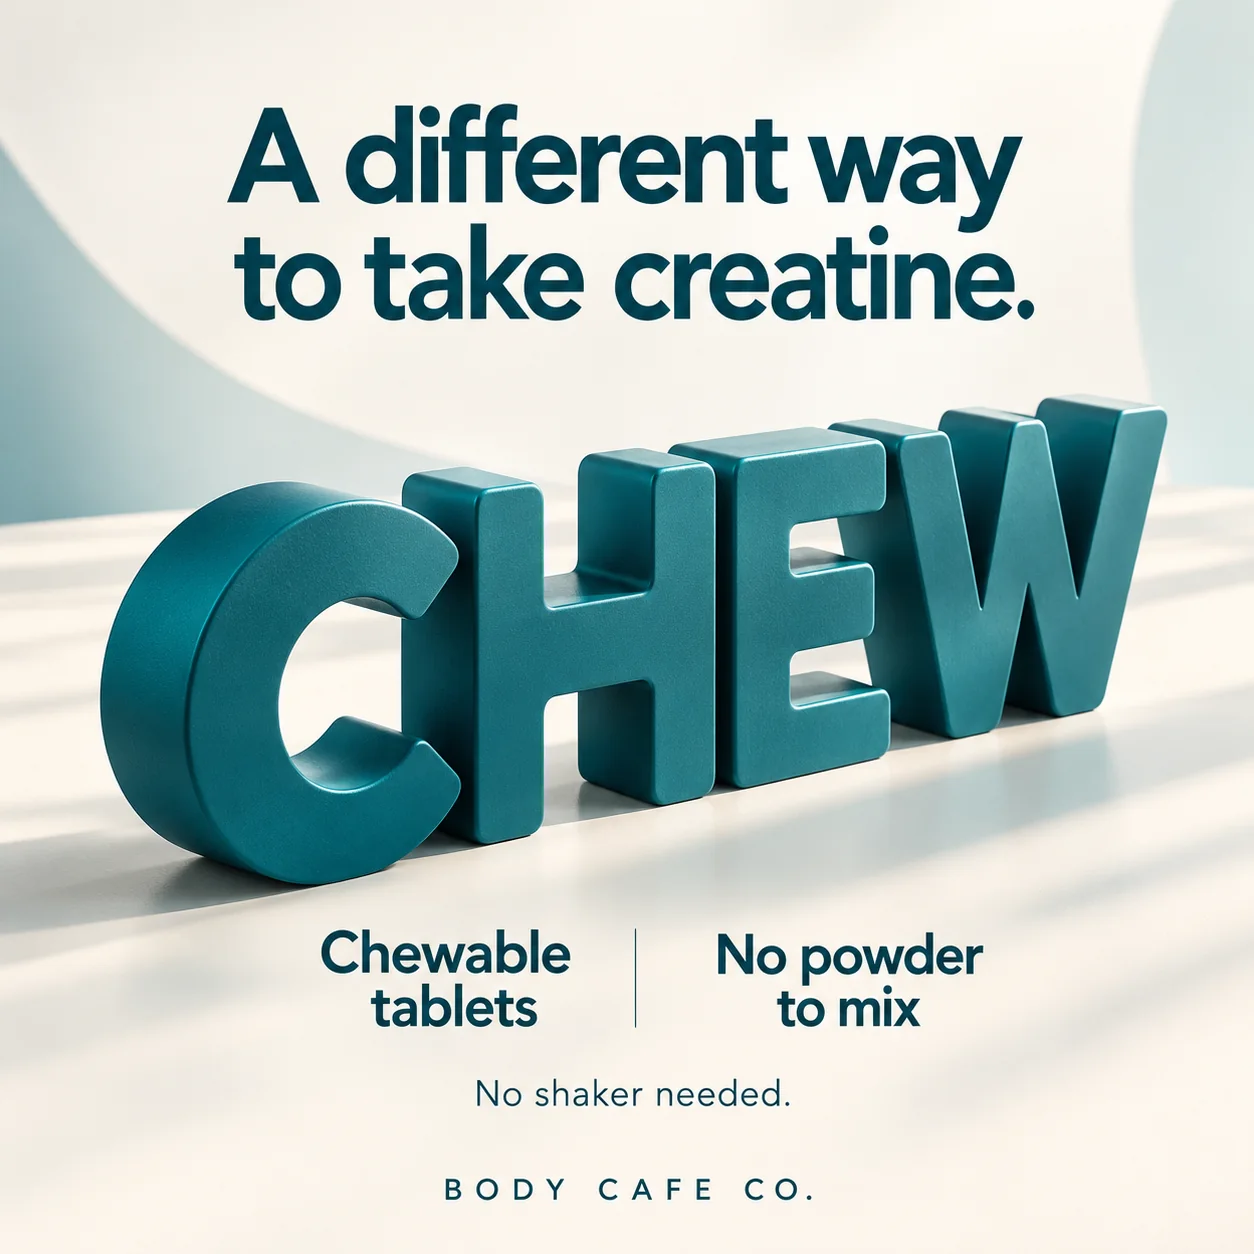 A different way
to take creatine.
CHEW
Chewable
tablets
No powder
to mix
No shaker needed.
BODY CAFE CO.